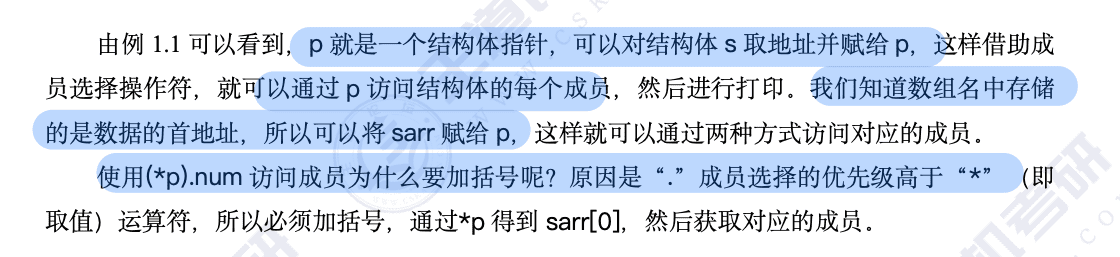 由例 1.1 可以看到，p 就是一个结构体指针，可以对结构体 s 取地址并赋给 p，这样借助成
员选择操作符，就可以通过 p 访问结构体的每个成员，然后进行打印。我们知道数组名中存储
的是数据的首地址，所以可以将 sarr 赋给 p，这样就可以通过两种方式访问对应的成员。
使用(*p).num 访问成员为什么要加括号呢？原因是“.”成员选择的优先级高于“*”（即
取值）运算符，所以必须加括号，通过*p 得到 sarr[0]，然后获取对应的成员。